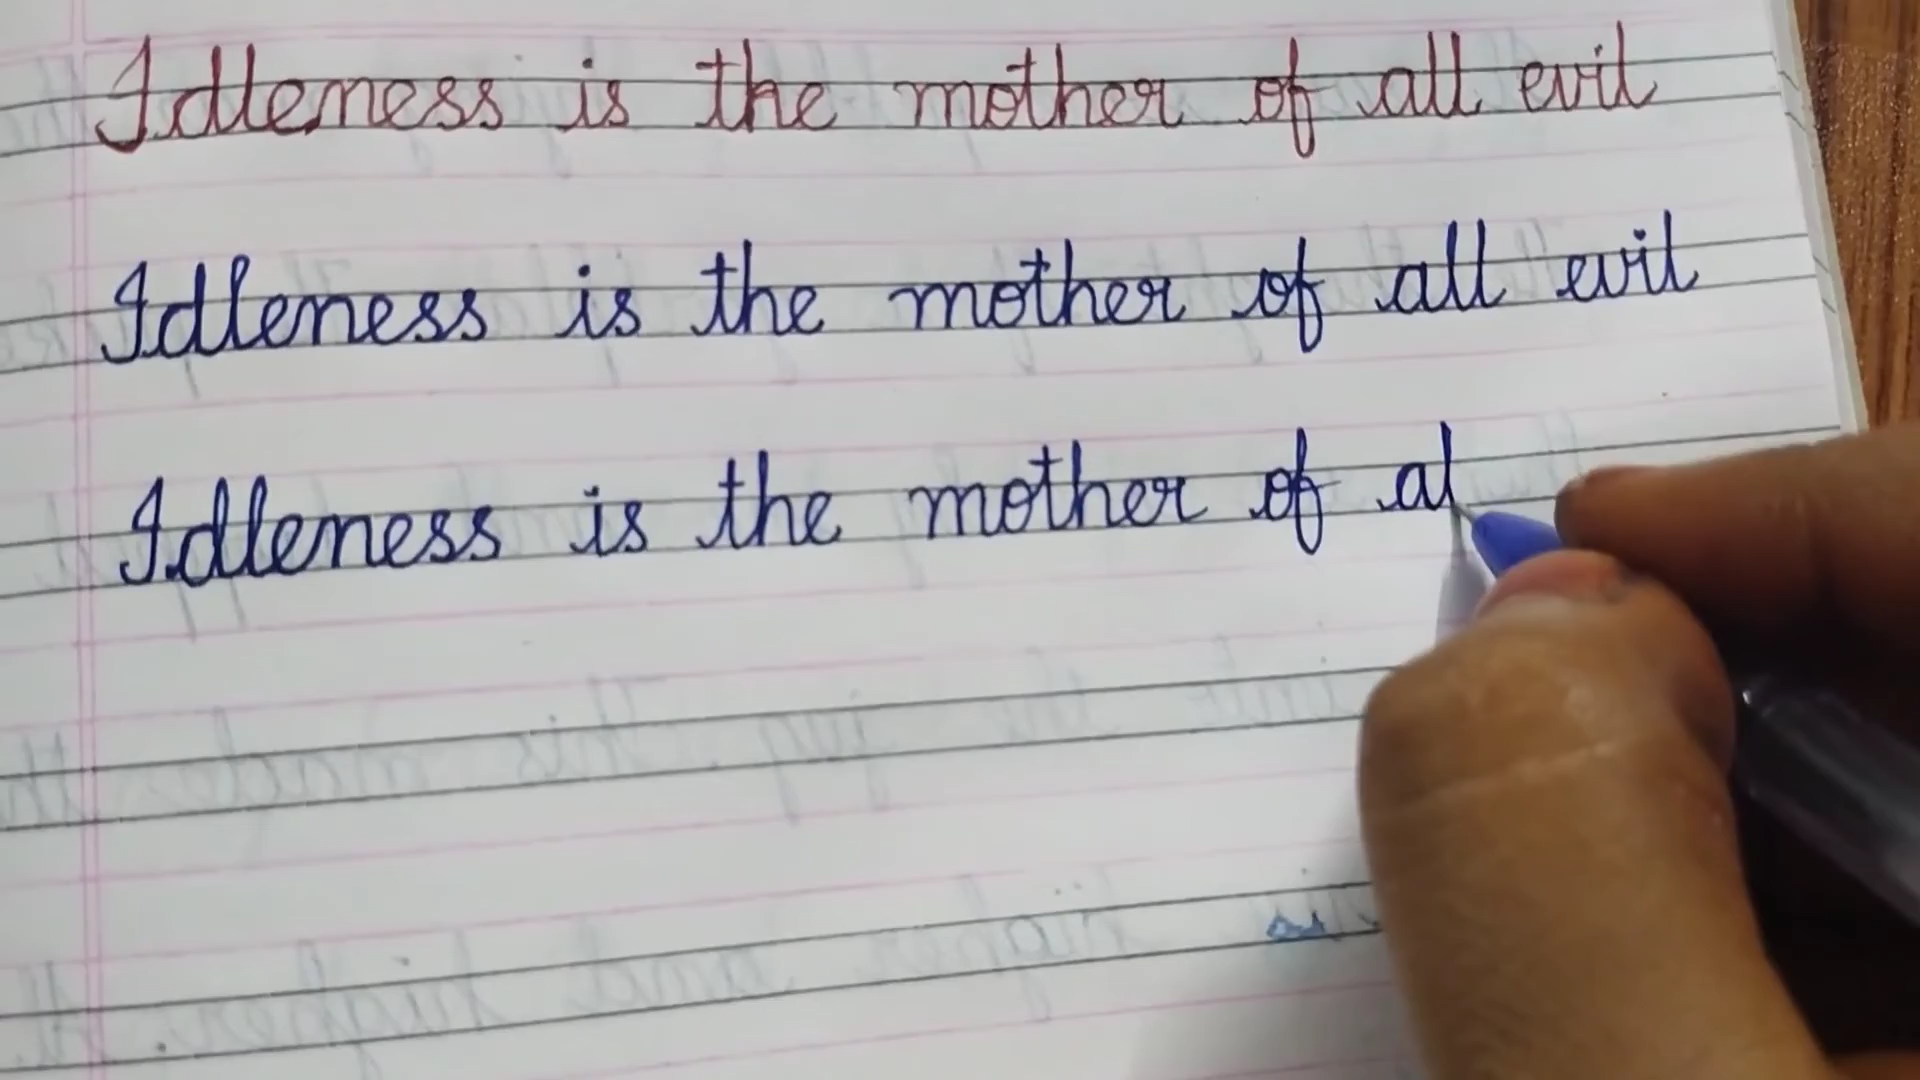 Idleness is the mother of all evil
Idleness is the mother of all evil
Idleness is the mother of al